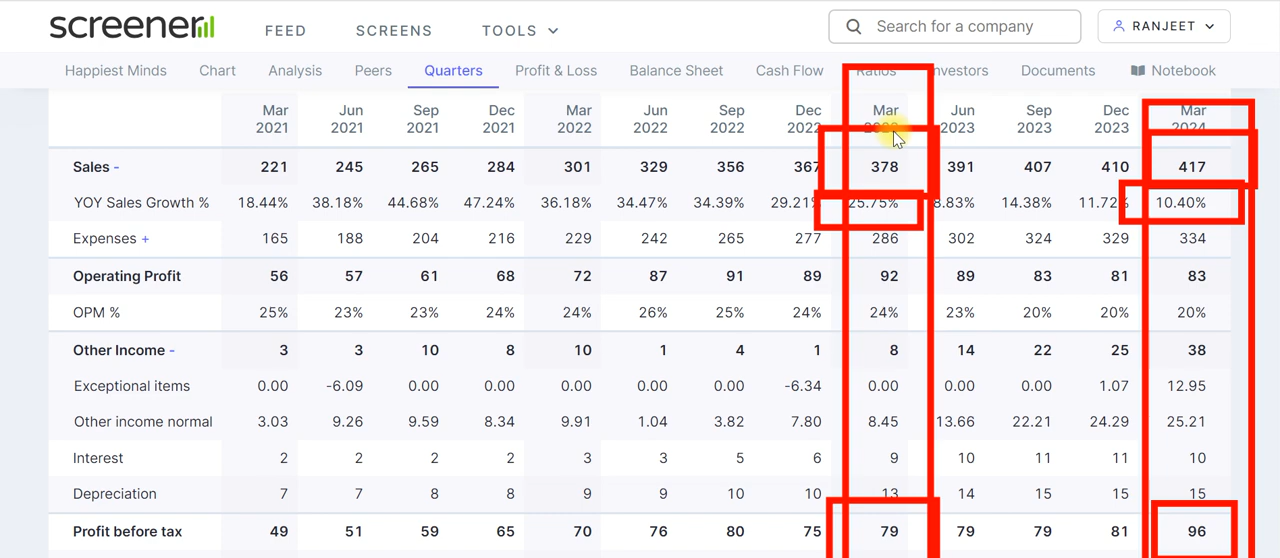 screener FEED SCREENS TOOLS Search for a company RANJEET
Happiest Minds Chart Analysis Peers Quarters Profit & Loss Balance Sheet Cash Flow Ratios Investors Documents Notebook
Mar Jun Sep Dec Mar Jun Sep Dec Mar Jun Sep Dec Mar
2021 2021 2021 2021 2022 2022 2022 2022 2023 2023 2023 2024
Sales - 221 245 265 284 301 329 356 367 378 391 407 410 417
YOY Sales Growth % 18.44% 38.18% 44.68% 47.24% 36.18% 34.47% 34.39% 29.21% 25.75% 8.83% 14.38% 11.72% 10.40%
Expenses + 165 188 204 216 229 242 265 277 286 302 324 329 334
Operating Profit 56 57 61 68 72 87 91 89 92 89 83 81 83
OPM % 25% 23% 23% 24% 24% 26% 25% 24% 24% 23% 20% 20% 20%
Other Income - 3 3 10 8 10 1 4 1 8 14 22 25 38
Exceptional items 0.00 -6.09 0.00 0.00 0.00 0.00 0.00 -6.34 0.00 0.00 0.00 1.07 12.95
Other income normal 3.03 9.26 9.59 8.34 9.91 1.04 3.82 7.80 8.45 13.66 22.21 24.29 25.21
Interest 2 2 2 2 3 3 5 6 9 10 11 11 10
Depreciation 7 7 8 8 9 9 10 10 13 14 15 15 15
Profit before tax 49 51 59 65 70 76 80 75 79 79 79 81 96